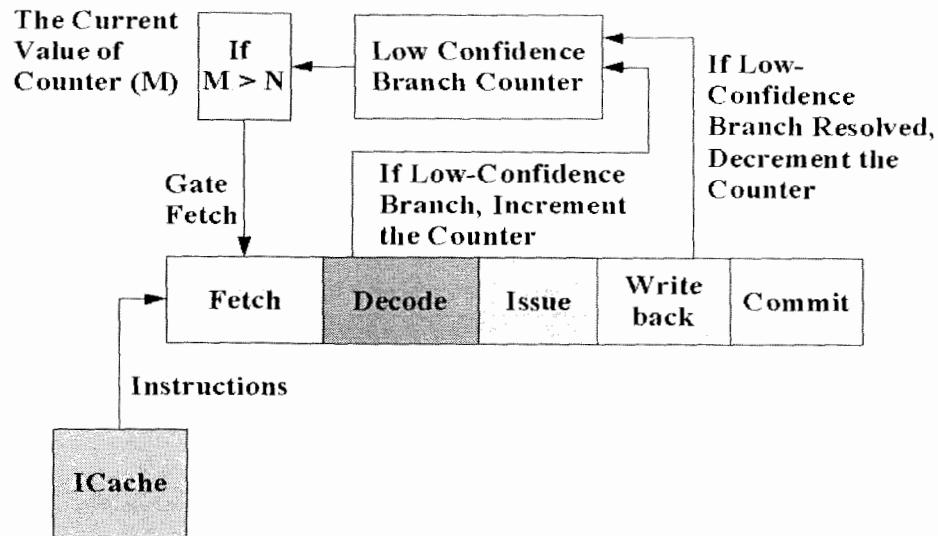 The Current
Value of
Counter (M)
If
M > N
Low Confidence
Branch Counter
If Low-
Confidence
Branch Resolved,
Decrement the
Counter
Gate
Fetch
If Low-Confidence
Branch, Increment
the Counter
Fetch
Decode
Issue
Write
back
Commit
Instructions
ICache